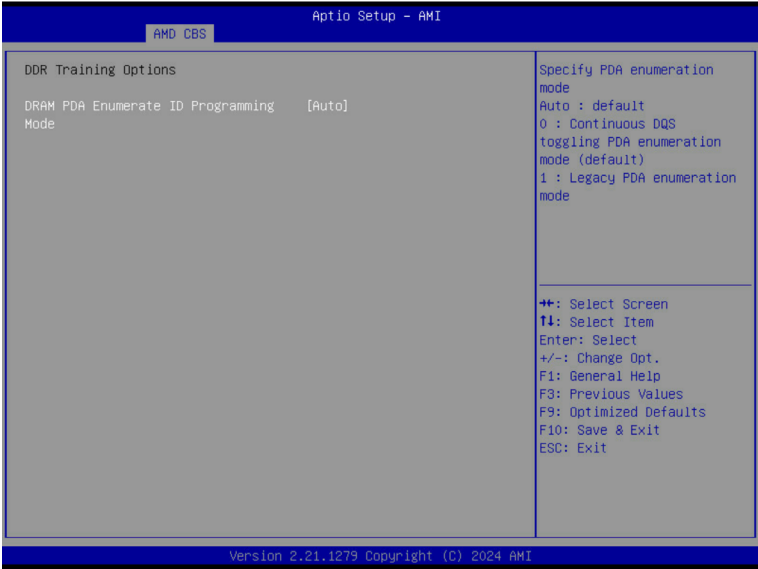 Aptio Setup – AMI
AMD CBS
DDR Training Options
DRAM PDA Enumerate ID Programming [Auto]
Mode
Specify PDA enumeration
mode
Auto : default
0 : Continuous DQS
toggling PDA enumeration
mode (default)
1 : Legacy PDA enumeration
mode
→←: Select Screen
↑↓: Select Item
Enter: Select
+/-: Change Opt.
F1: General Help
F3: Previous Values
F9: Optimized Defaults
F10: Save & Exit
ESC: Exit
Version 2.21.1279 Copyright (C) 2024 AMI